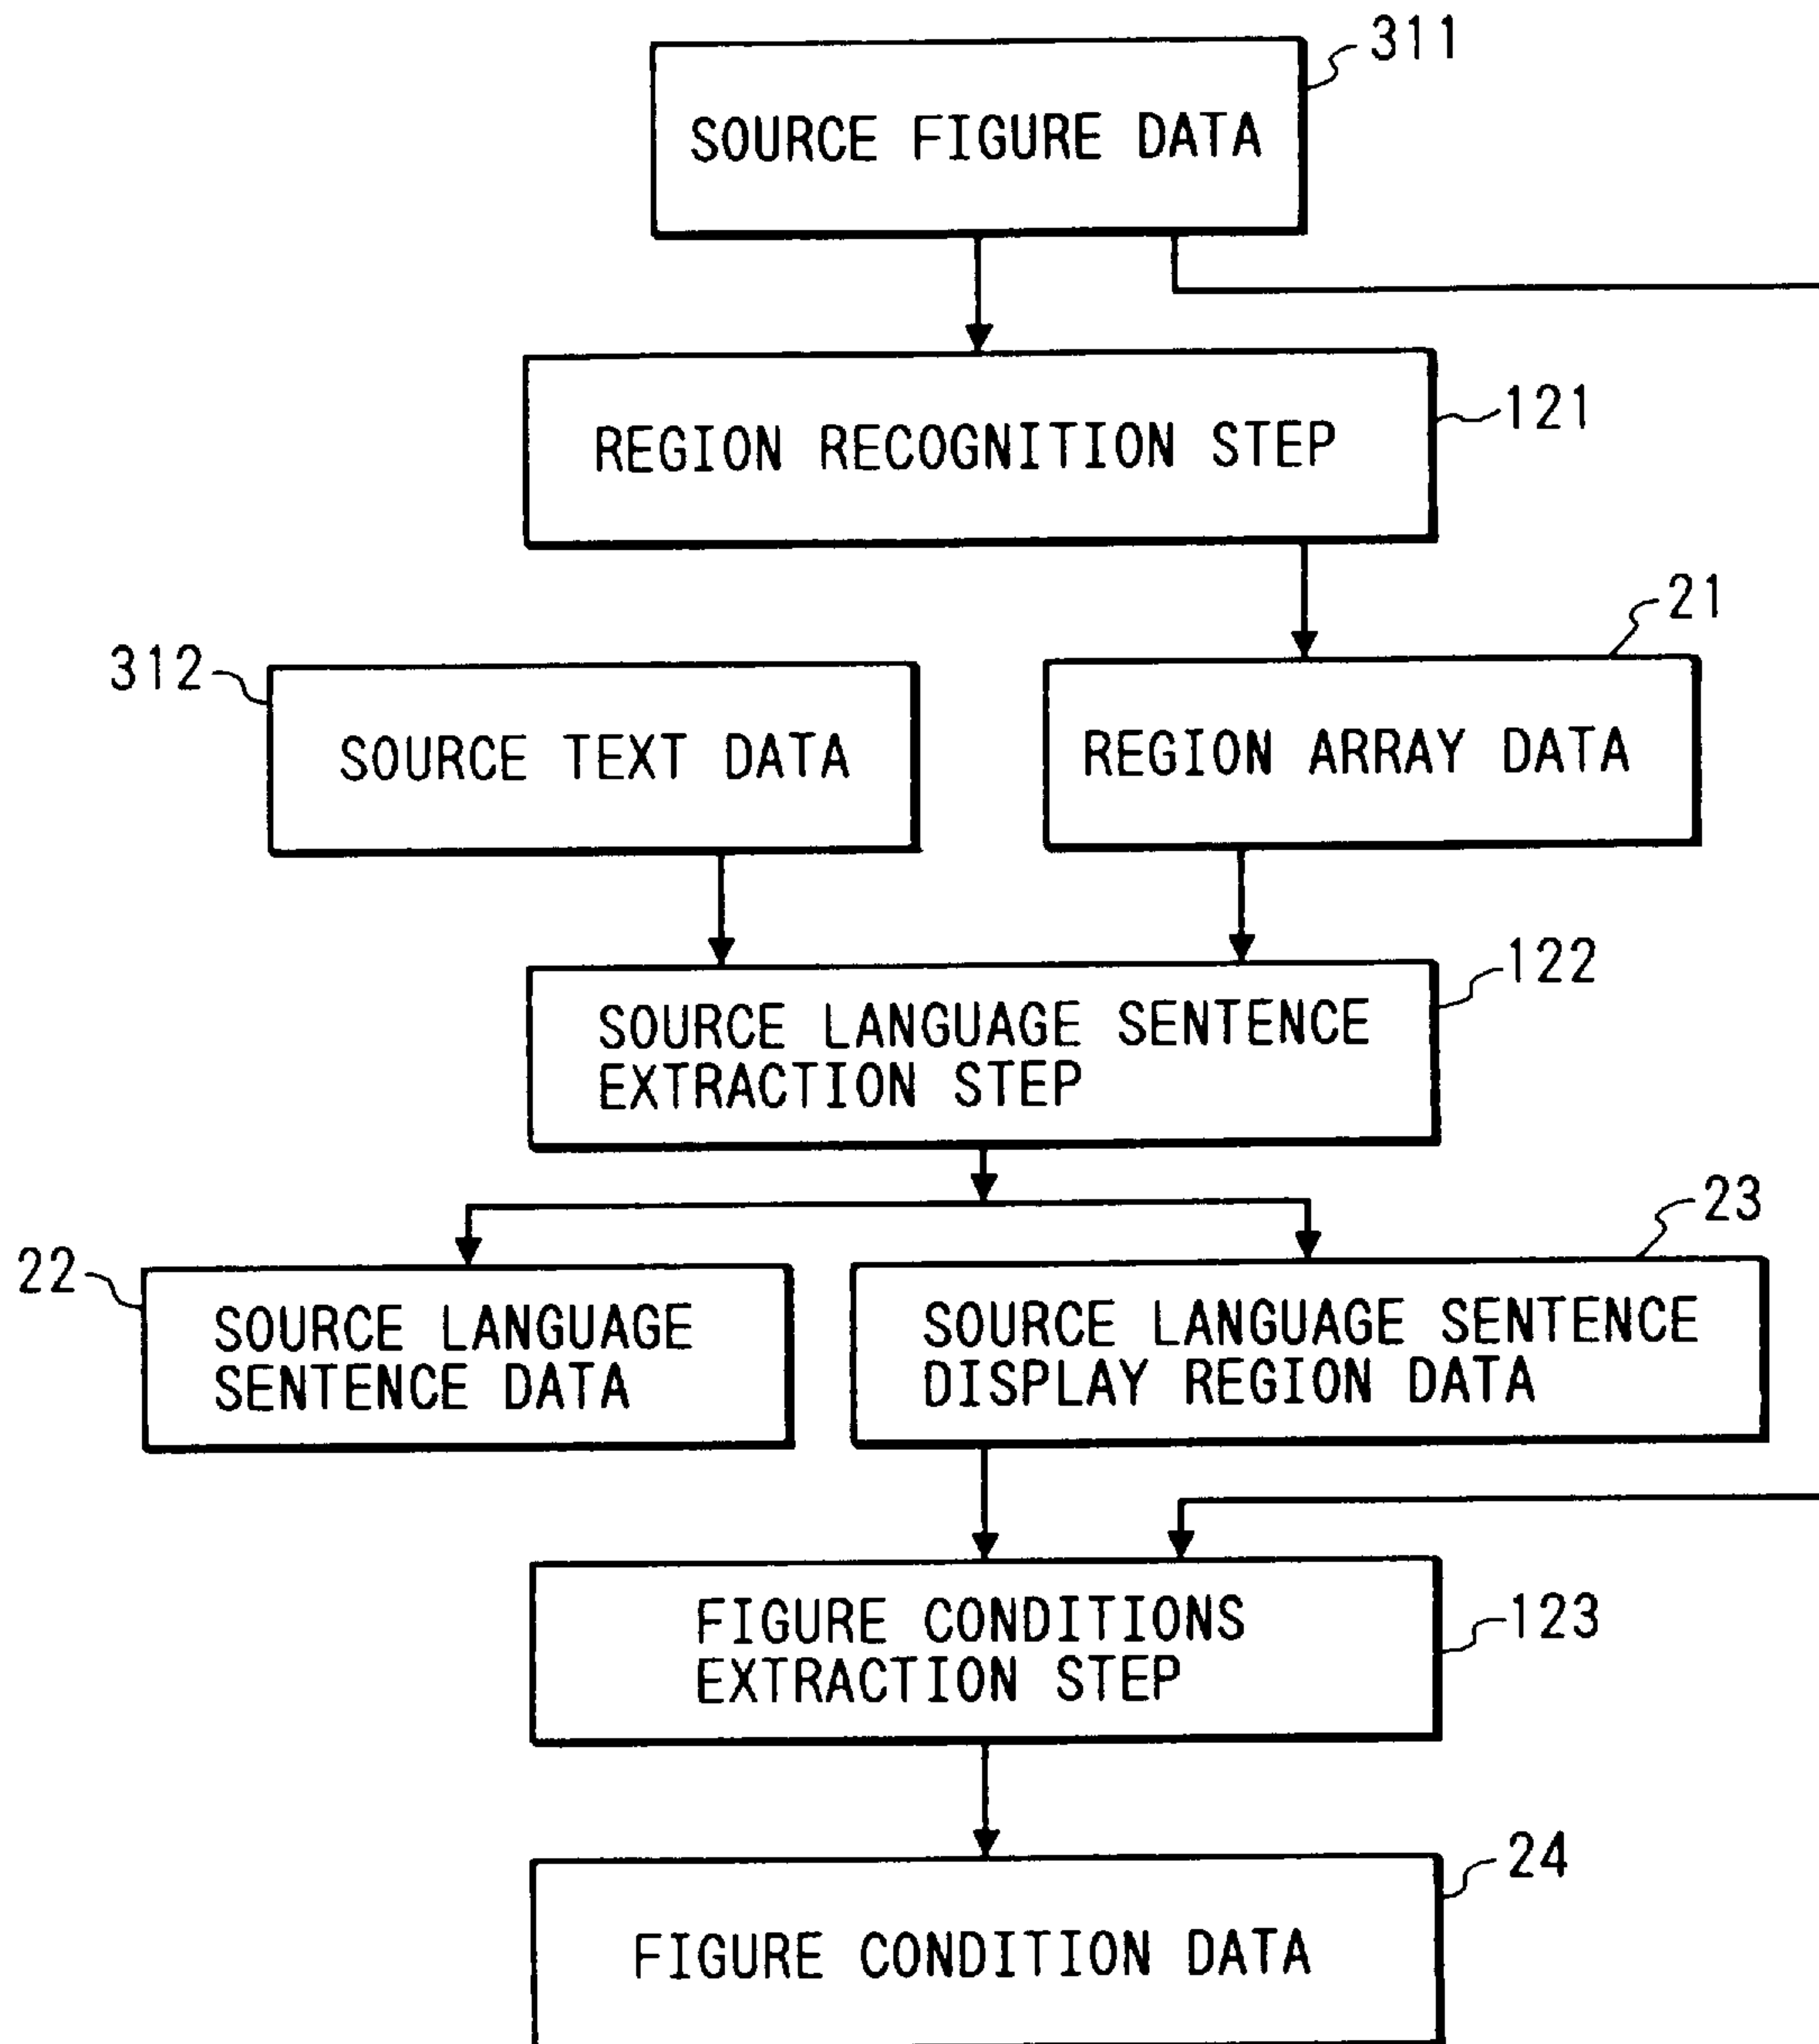 311
SOURCE FIGURE DATA
121
REGION RECOGNITION STEP
21
312
SOURCE TEXT DATA
REGION ARRAY DATA
122
SOURCE LANGUAGE SENTENCE
EXTRACTION STEP
23
22
SOURCE LANGUAGE
SENTENCE DATA
SOURCE LANGUAGE SENTENCE
DISPLAY REGION DATA
123
FIGURE CONDITIONS
EXTRACTION STEP
24
FIGURE CONDITION DATA